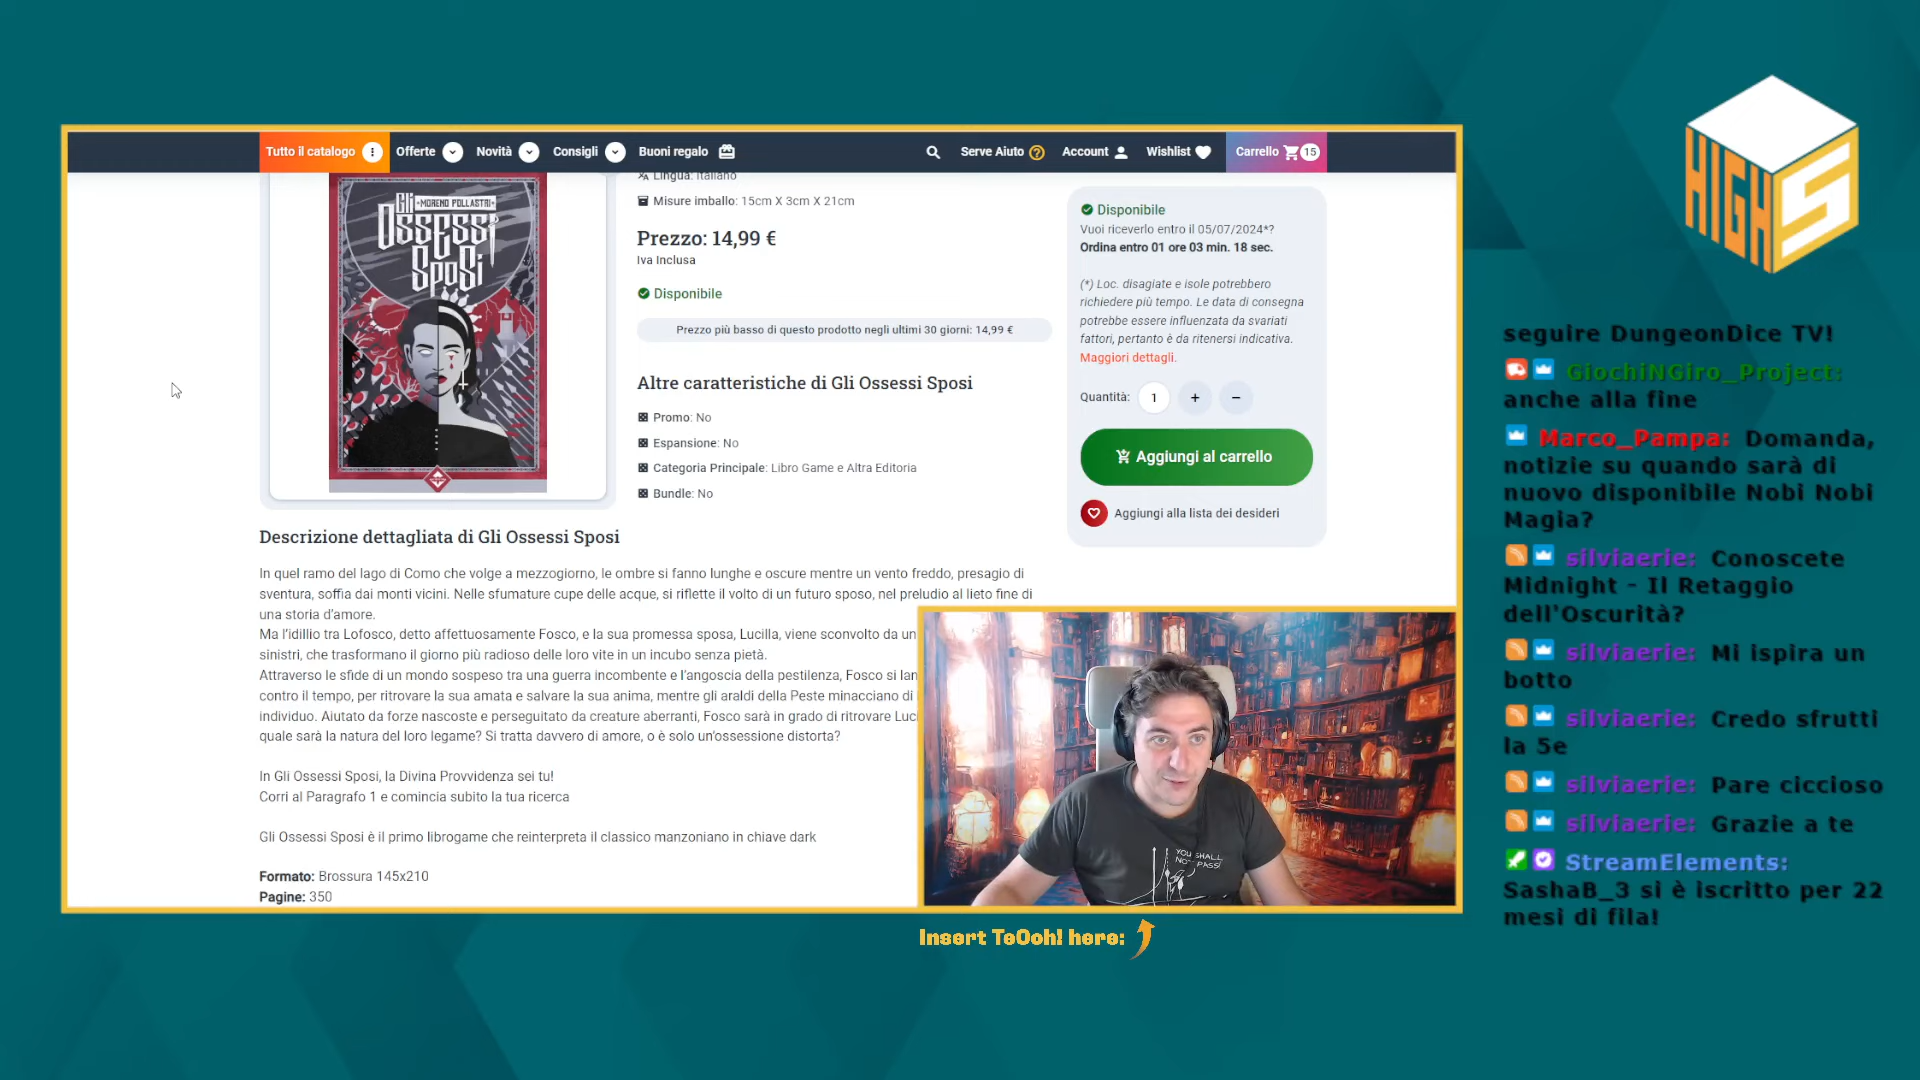 Tutto il catalogo
Offerte
Novità
Consigli
Buoni regalo
Serve Aiuto
Account
Wishlist
Carrello
15
Lingua: Italiano
Misure imballo: 15cm X 3cm X 21cm
Prezzo: 14,99 €
Iva Inclusa
Disponibile
Prezzo più basso di questo prodotto negli ultimi 30 giorni: 14,99 €
Altre caratteristiche di Gli Ossessi Sposi
Promo: No
Espansione: No
Categoria Principale: Libro Game e Altra Editoria
Bundle: No
MORENO POLLASTRI
Gli
Ossessi
Sposi
Disponibile
Vuoi riceverlo entro il 05/07/2024*?
Ordina entro 01 ore 03 min. 18 sec.
(*) Loc. disagiate e isole potrebbero
richiedere più tempo. Le data di consegna
potrebbe essere influenzata da svariati
fattori, pertanto è da ritenersi indicativa.
Maggiori dettagli.
Quantità: 1 + −
Aggiungi al carrello
Aggiungi alla lista dei desideri
Descrizione dettagliata di Gli Ossessi Sposi
In quel ramo del lago di Como che volge a mezzogiorno, le ombre si fanno lunghe e oscure mentre un vento freddo, presagio di
sventura, soffia dai monti vicini. Nelle sfumature cupe delle acque, si riflette il volto di un futuro sposo, nel preludio al lieto fine di
una storia d'amore.
Ma l'idillio tra Lofosco, detto affettuosamente Fosco, e la sua promessa sposa, Lucilla, viene sconvolto da un
sinistri, che trasformano il giorno più radioso delle loro vite in un incubo senza pietà.
Attraverso le sfide di un mondo sospeso tra una guerra incombente e l'angoscia della pestilenza, Fosco si lan
contro il tempo, per ritrovare la sua amata e salvare la sua anima, mentre gli araldi della Peste minacciano di
individuo. Aiutato da forze nascoste e perseguitato da creature aberranti, Fosco sarà in grado di ritrovare Luci
quale sarà la natura del loro legame? Si tratta davvero di amore, o è solo un'ossessione distorta?
In Gli Ossessi Sposi, la Divina Provvidenza sei tu!
Corri al Paragrafo 1 e comincia subito la tua ricerca
Gli Ossessi Sposi è il primo librogame che reinterpreta il classico manzoniano in chiave dark
Formato: Brossura 145x210
Pagine: 350
YOU SHALL
NOT PASS!
Insert TeOoh! here:
HIGH 5
seguire DungeonDice TV!
GiochiNGiro_Project:
anche alla fine
Marco_Pampa: Domanda,
notizie su quando sarà di
nuovo disponibile Nobi Nobi
Magia?
silviaerie: Conoscete
Midnight - Il Retaggio
dell'Oscurità?
silviaerie: Mi ispira un
botto
silviaerie: Credo sfrutti
la 5e
silviaerie: Pare ciccioso
silviaerie: Grazie a te
StreamElements:
SashaB_3 si è iscritto per 22
mesi di fila!